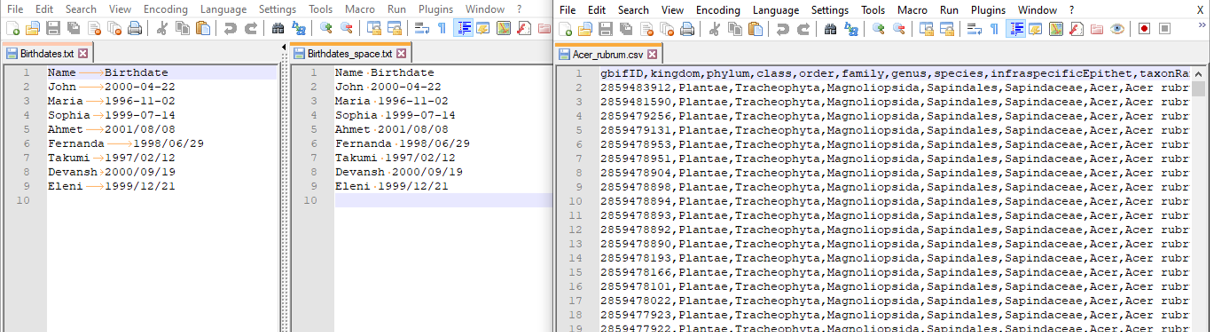 File Edit Search View Encoding Language Settings Tools Macro Run Plugins Window ?
Birthdates.txt
1 Name Birthdate
2 John 2000-04-22
3 Maria 1996-11-02
4 Sophia 1999-07-14
5 Ahmet 2001/08/08
6 Fernanda 1998/06/29
7 Takumi 1997/02/12
8 Devansh 2000/09/19
9 Eleni 1999/12/21
10
Birthdates_space.txt
1 Name Birthdate
2 John 2000-04-22
3 Maria 1996-11-02
4 Sophia 1999-07-14
5 Ahmet 2001/08/08
6 Fernanda 1998/06/29
7 Takumi 1997/02/12
8 Devansh 2000/09/19
9 Eleni 1999/12/21
10
File Edit Search View Encoding Language Settings Tools Macro Run Plugins Window ? X
Acer_rubrum.csv
1 gbifID,kingdom,phylum,class,order,family,genus,species,infraspecificEpithet,taxonRa
2 2859483912,Plantae,Tracheophyta,Magnoliopsida,Sapindales,Sapindaceae,Acer,Acer rubr
3 2859481590,Plantae,Tracheophyta,Magnoliopsida,Sapindales,Sapindaceae,Acer,Acer rubr
4 2859479256,Plantae,Tracheophyta,Magnoliopsida,Sapindales,Sapindaceae,Acer,Acer rubr
5 2859479131,Plantae,Tracheophyta,Magnoliopsida,Sapindales,Sapindaceae,Acer,Acer rubr
6 2859478953,Plantae,Tracheophyta,Magnoliopsida,Sapindales,Sapindaceae,Acer,Acer rubr
7 2859478951,Plantae,Tracheophyta,Magnoliopsida,Sapindales,Sapindaceae,Acer,Acer rubr
8 2859478904,Plantae,Tracheophyta,Magnoliopsida,Sapindales,Sapindaceae,Acer,Acer rubr
9 2859478898,Plantae,Tracheophyta,Magnoliopsida,Sapindales,Sapindaceae,Acer,Acer rubr
10 2859478894,Plantae,Tracheophyta,Magnoliopsida,Sapindales,Sapindaceae,Acer,Acer rubr
11 2859478893,Plantae,Tracheophyta,Magnoliopsida,Sapindales,Sapindaceae,Acer,Acer rubr
12 2859478892,Plantae,Tracheophyta,Magnoliopsida,Sapindales,Sapindaceae,Acer,Acer rubr
13 2859478890,Plantae,Tracheophyta,Magnoliopsida,Sapindales,Sapindaceae,Acer,Acer rubr
14 2859478193,Plantae,Tracheophyta,Magnoliopsida,Sapindales,Sapindaceae,Acer,Acer rubr
15 2859478166,Plantae,Tracheophyta,Magnoliopsida,Sapindales,Sapindaceae,Acer,Acer rubr
16 2859478101,Plantae,Tracheophyta,Magnoliopsida,Sapindales,Sapindaceae,Acer,Acer rubr
17 2859478022,Plantae,Tracheophyta,Magnoliopsida,Sapindales,Sapindaceae,Acer,Acer rubr
18 2859477923,Plantae,Tracheophyta,Magnoliopsida,Sapindales,Sapindaceae,Acer,Acer rubr
19 2859477922,Plantae,Tracheophyta,Magnoliopsida,Sapindales,Sapindaceae,Acer,Acer rubr